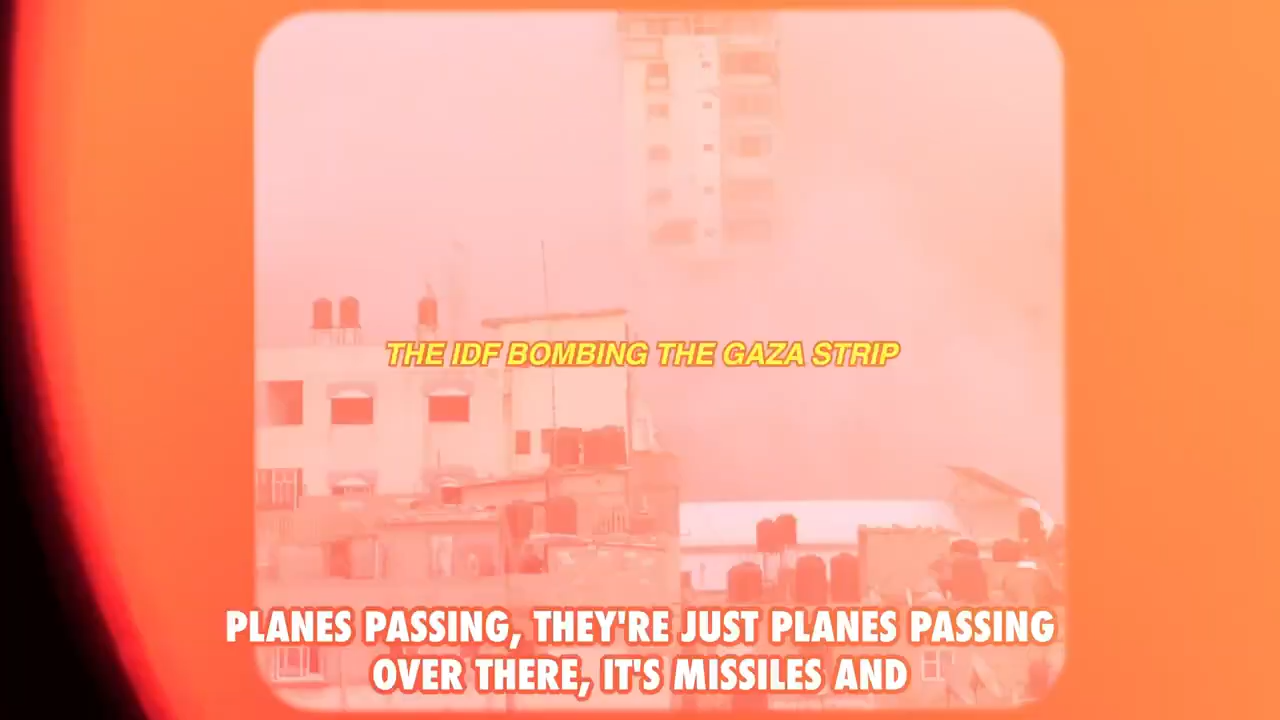 THE IDF BOMBING THE GAZA STRIP
PLANES PASSING, THEY'RE JUST PLANES PASSING
OVER THERE, IT'S MISSILES AND